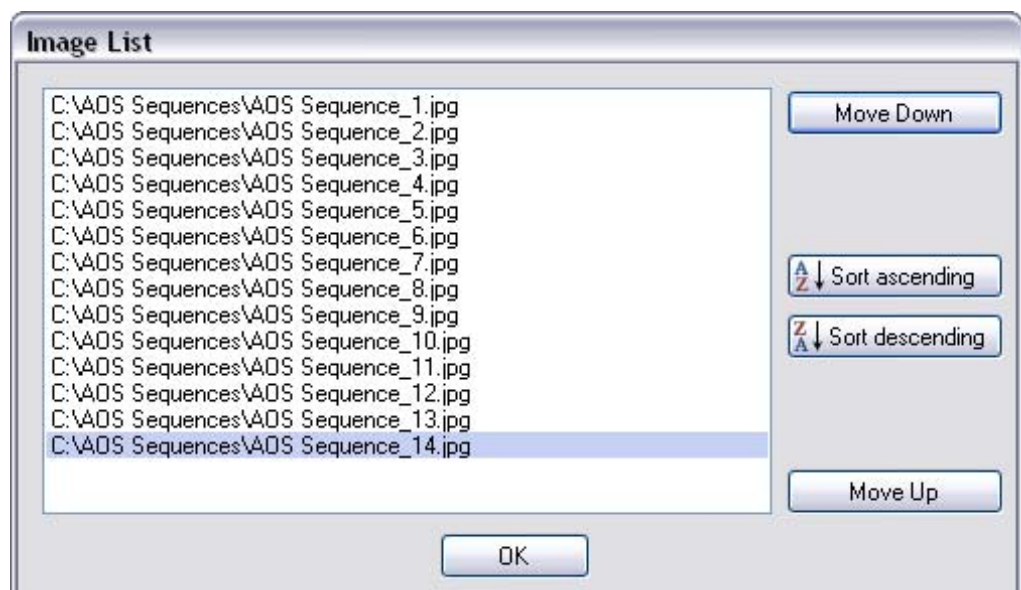 Image List
C:\AOS Sequences\AOS Sequence_1.jpg
C:\AOS Sequences\AOS Sequence_2.jpg
C:\AOS Sequences\AOS Sequence_3.jpg
C:\AOS Sequences\AOS Sequence_4.jpg
C:\AOS Sequences\AOS Sequence_5.jpg
C:\AOS Sequences\AOS Sequence_6.jpg
C:\AOS Sequences\AOS Sequence_7.jpg
C:\AOS Sequences\AOS Sequence_8.jpg
C:\AOS Sequences\AOS Sequence_9.jpg
C:\AOS Sequences\AOS Sequence_10.jpg
C:\AOS Sequences\AOS Sequence_11.jpg
C:\AOS Sequences\AOS Sequence_12.jpg
C:\AOS Sequences\AOS Sequence_13.jpg
C:\AOS Sequences\AOS Sequence_14.jpg
Move Down
AZ Sort ascending
ZA Sort descending
Move Up
OK